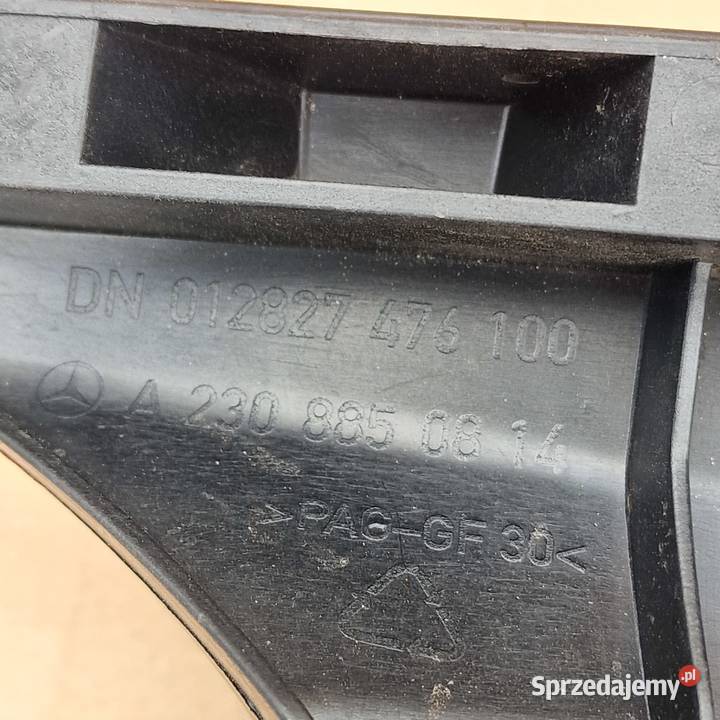 DN 012827 476 100
A 230 885 08 14
>PAG-GF 30<
Sprzedajemy.pl